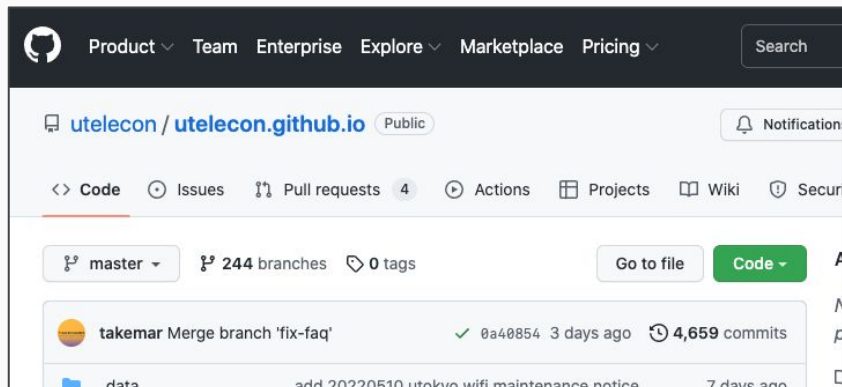 Product Team Enterprise Explore Marketplace Pricing Search
utelecon / utelecon.github.io Public Notifications
<> Code Issues Pull requests 4 Actions Projects Wiki
master 244 branches 0 tags Go to file Code
takemar Merge branch 'fix-faq' 0a40854 3 days ago 4,659 commits
_data add 20220510 utokyo wifi maintenance notice 7 days ago